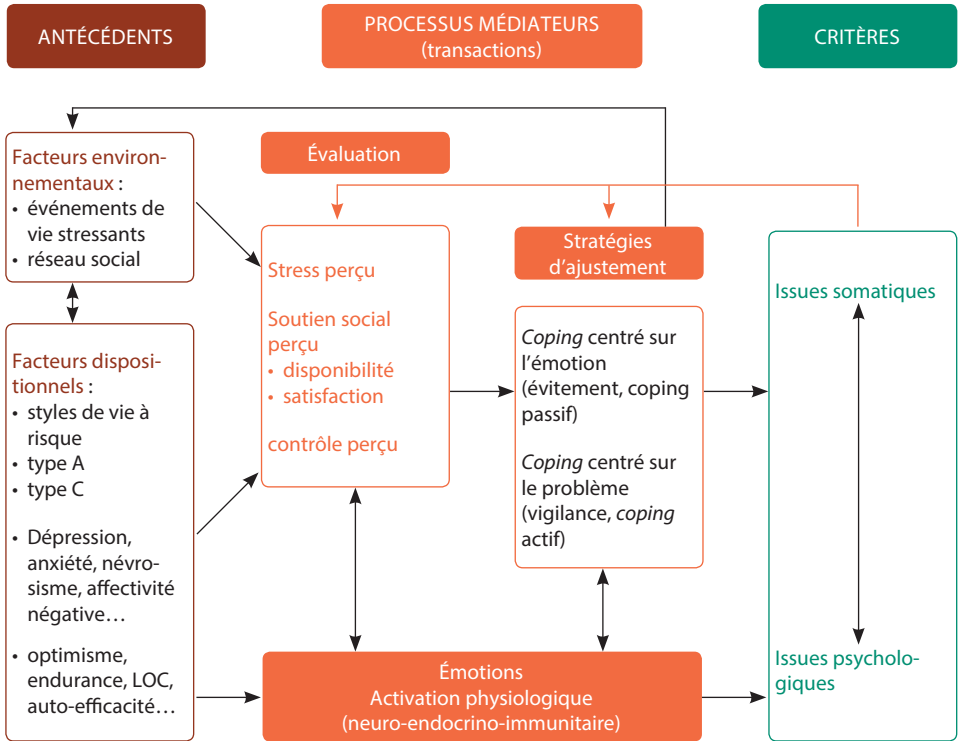 ANTÉCÉDENTS
PROCESSUS MÉDIATEURS
(transactions)
CRITÈRES
Facteurs environ-
nementaux :
• événements de
vie stressants
• réseau social
Facteurs disposi-
tionnels :
• styles de vie à
risque
• type A
• type C
• Dépression,
anxiété, névro-
sisme, affectivité
négative…
• optimisme,
endurance, LOC,
auto-efficacité…
Évaluation
Stress perçu
Soutien social
perçu
• disponibilité
• satisfaction
contrôle perçu
Stratégies
d’ajustement
Coping centré sur
l’émotion
(évitement, coping
passif)
Coping centré sur
le problème
(vigilance, coping
actif)
Émotions
Activation physiologique
(neuro-endocrino-immunitaire)
Issues somatiques
Issues psycholo-
giques